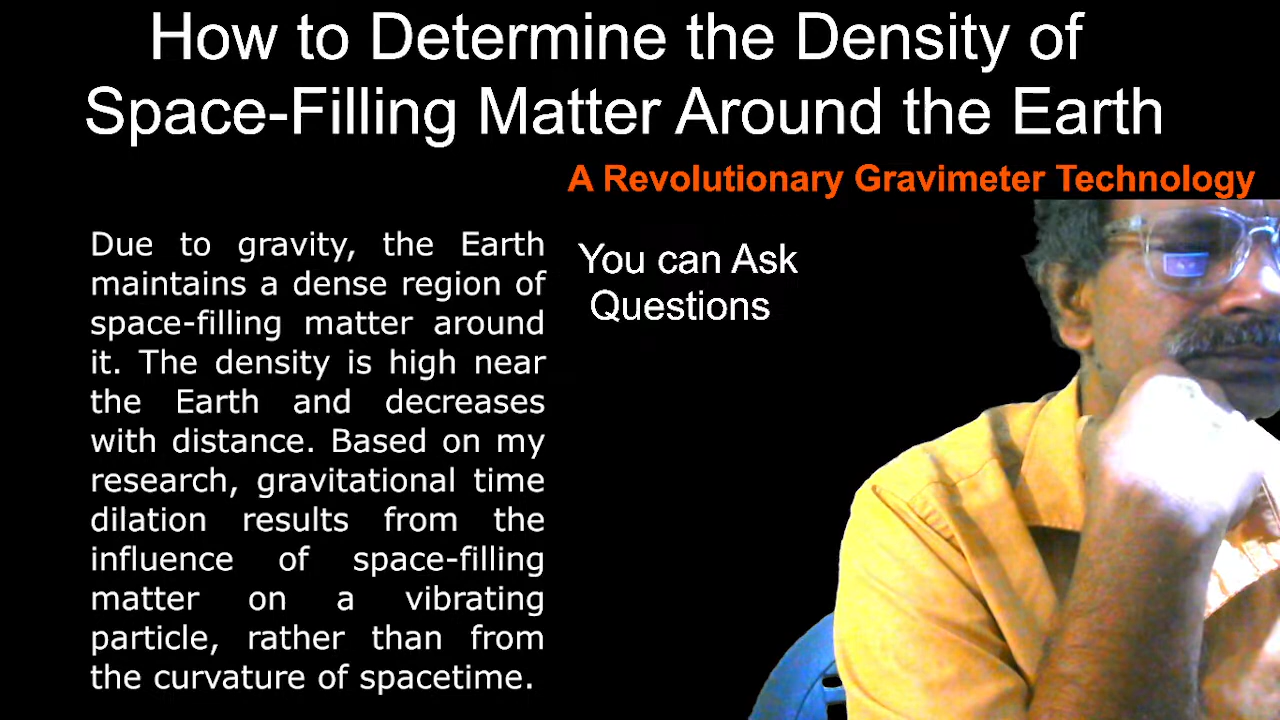 How to Determine the Density of
Space-Filling Matter Around the Earth
A Revolutionary Gravimeter Technology
Due to gravity, the Earth
maintains a dense region of
space-filling matter around
it. The density is high near
the Earth and decreases
with distance. Based on my
research, gravitational time
dilation results from the
influence of space-filling
matter on a vibrating
particle, rather than from
the curvature of spacetime.
You can Ask
Questions